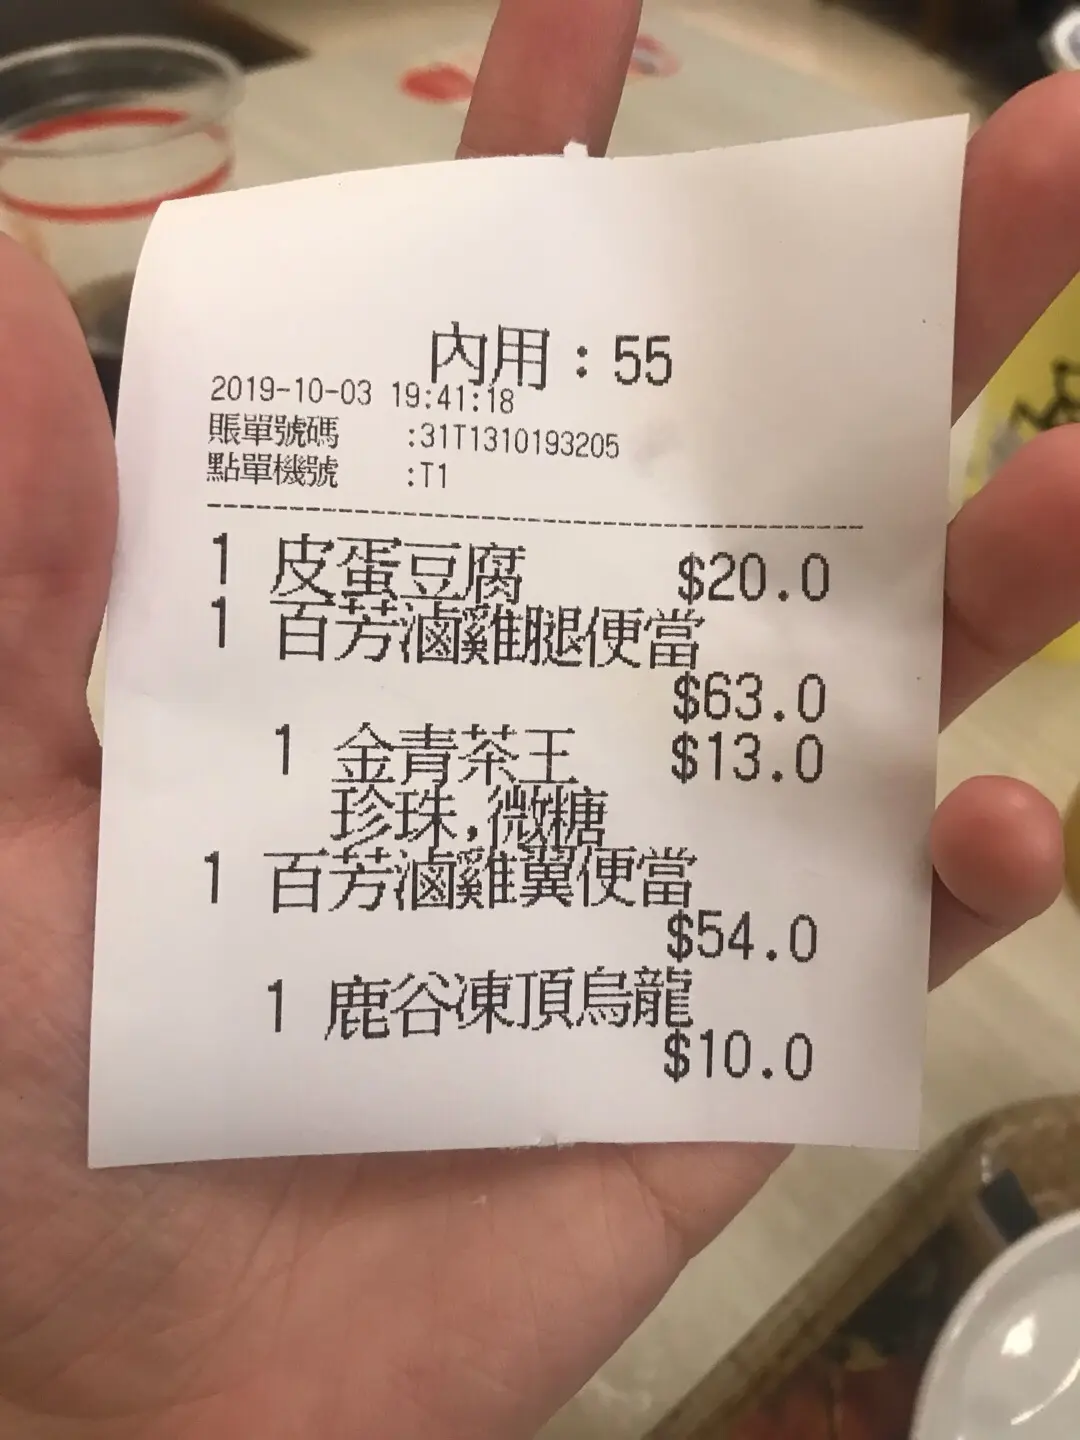 內用：55
2019-10-03 19:41:18
賬單號碼 :31T1310193205
點單機號 :T1
1 皮蛋豆腐 $20.0
1 百芳滷雞腿便當
$63.0
1 金青茶王 $13.0
珍珠,微糖
1 百芳滷雞翼便當
$54.0
1 鹿谷凍頂烏龍
$10.0